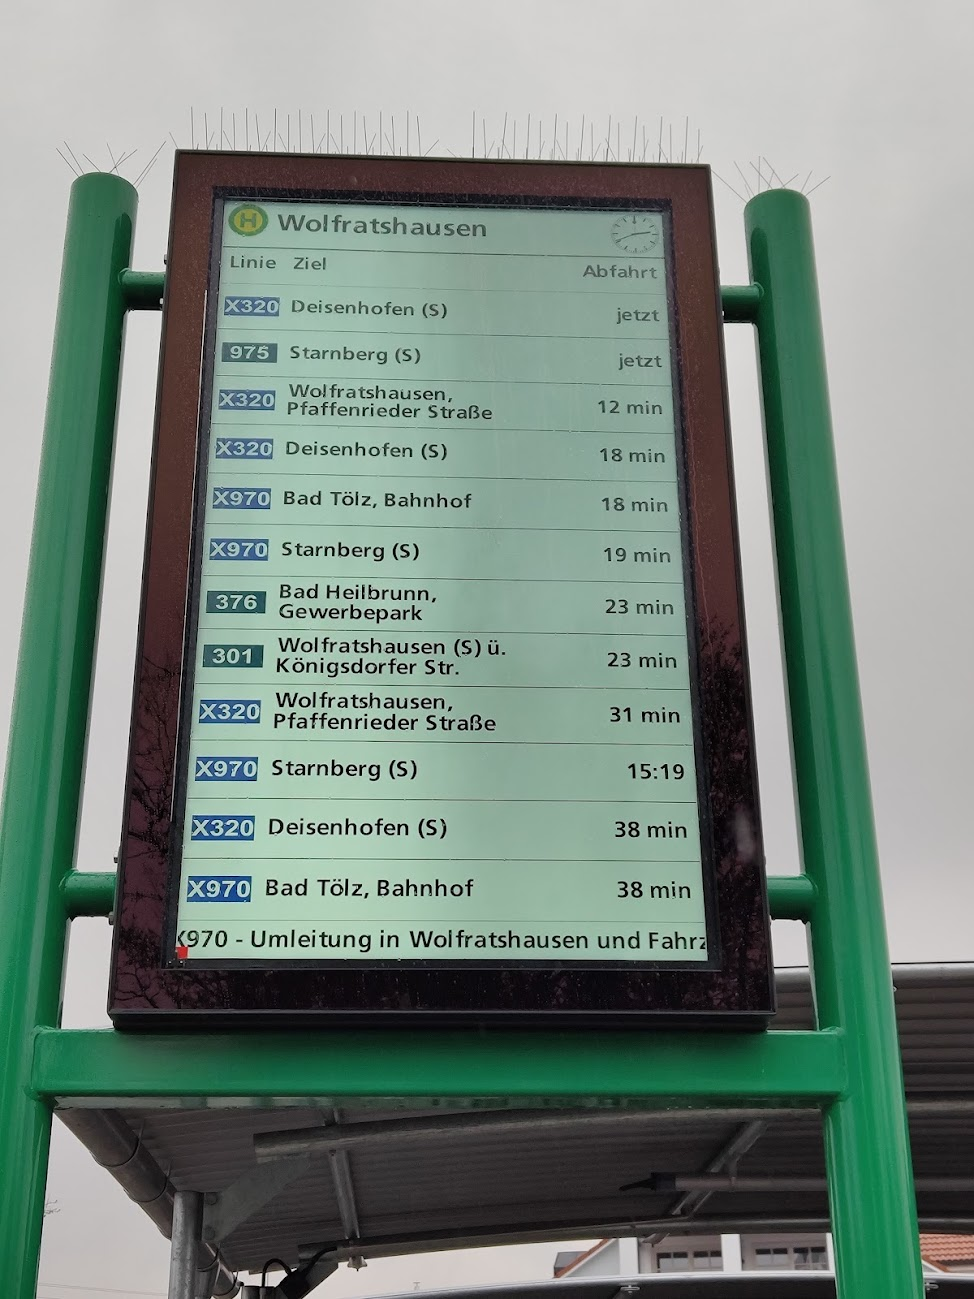 H Wolfratshausen
Linie Ziel Abfahrt
X320 Deisenhofen (S) jetzt
975 Starnberg (S) jetzt
X320 Wolfratshausen,
Pfaffenrieder Straße 12 min
X320 Deisenhofen (S) 18 min
X970 Bad Tölz, Bahnhof 18 min
X970 Starnberg (S) 19 min
376 Bad Heilbrunn,
Gewerbepark 23 min
301 Wolfratshausen (S) ü.
Königsdorfer Str. 23 min
X320 Wolfratshausen,
Pfaffenrieder Straße 31 min
X970 Starnberg (S) 15:19
X320 Deisenhofen (S) 38 min
X970 Bad Tölz, Bahnhof 38 min
X970 - Umleitung in Wolfratshausen und Fahrz